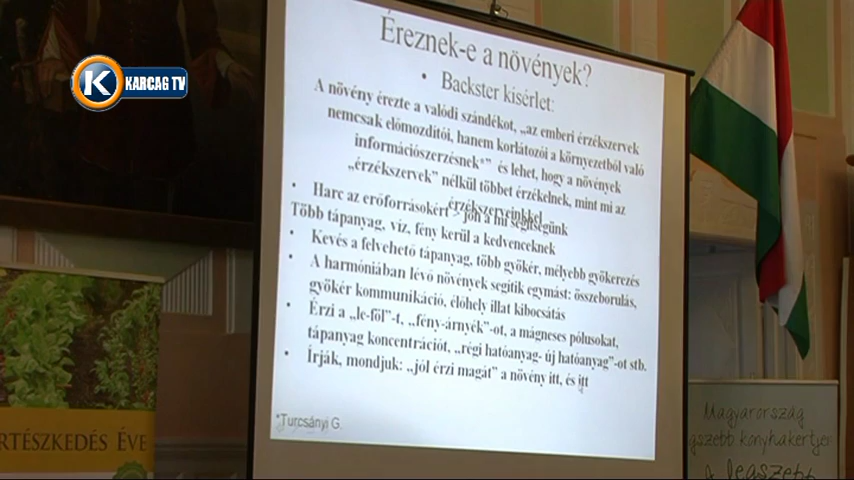 KARCAG TV
Éreznek-e a növények?
• Backster kisérlet:
A növény érezte a valódi szándékot, „az emberi érzékszervek
nemcsak előmozdítói, hanem korlátozói a környezetből való
információszerzésnek*” és lehet, hogy a növények
„érzékszervek” nélkül többet érzékelnek, mint mi az
érzékszerveinkkel
• Harc az erőforrásokért > jön a mi segítségünk
Több tápanyag, víz, fény kerül a kedvenceknek
• Kevés a felvehető tápanyag, több gyökér, mélyebb gyökerezés
• A harmóniában lévő növények segítik egymást: összeborulás,
gyökér kommunikáció, élőhely illat kibocsátás
• Érzi a „le-föl”-t, „fény-árnyék”-ot, a mágneses pólusokat,
tápanyag koncentrációt, „régi hatóanyag- új hatóanyag”-ot stb.
• Írják, mondjuk: „jól érzi magát” a növény itt, és itt
*Turcsányi G.
ERTÉSZKEDÉS ÉVE
Magyarország
gszebb konyhakertjei
a legszebb